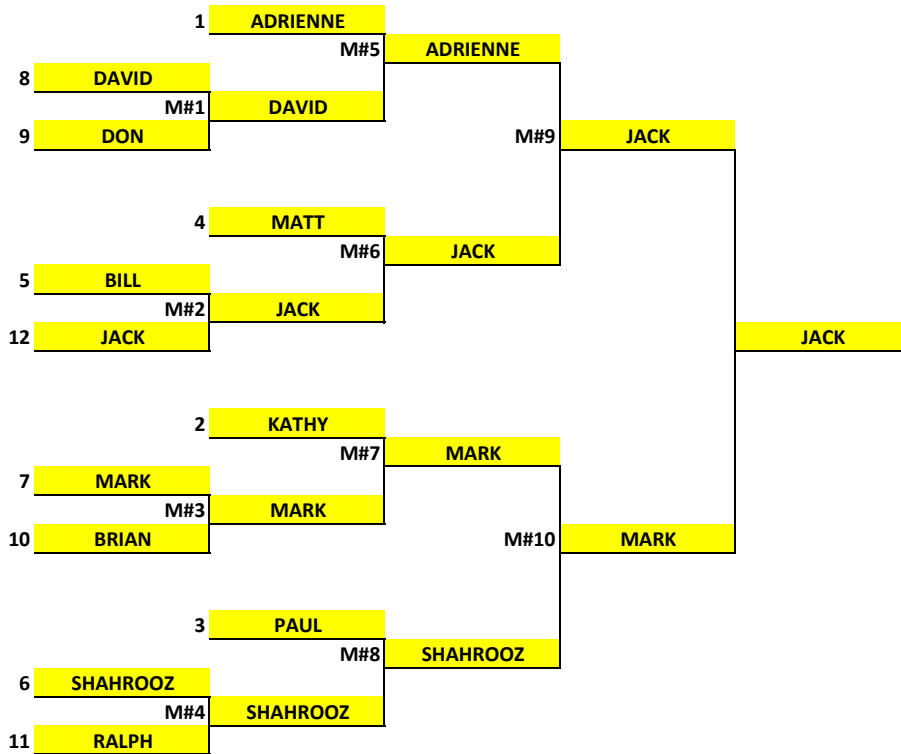 1 ADRIENNE
M#5 ADRIENNE
8 DAVID
M#1 DAVID
9 DON M#9 JACK
4 MATT
M#6 JACK
5 BILL
M#2 JACK
12 JACK JACK
2 KATHY
M#7 MARK
7 MARK
M#3 MARK
10 BRIAN M#10 MARK
3 PAUL
M#8 SHAHROOZ
6 SHAHROOZ
M#4 SHAHROOZ
11 RALPH